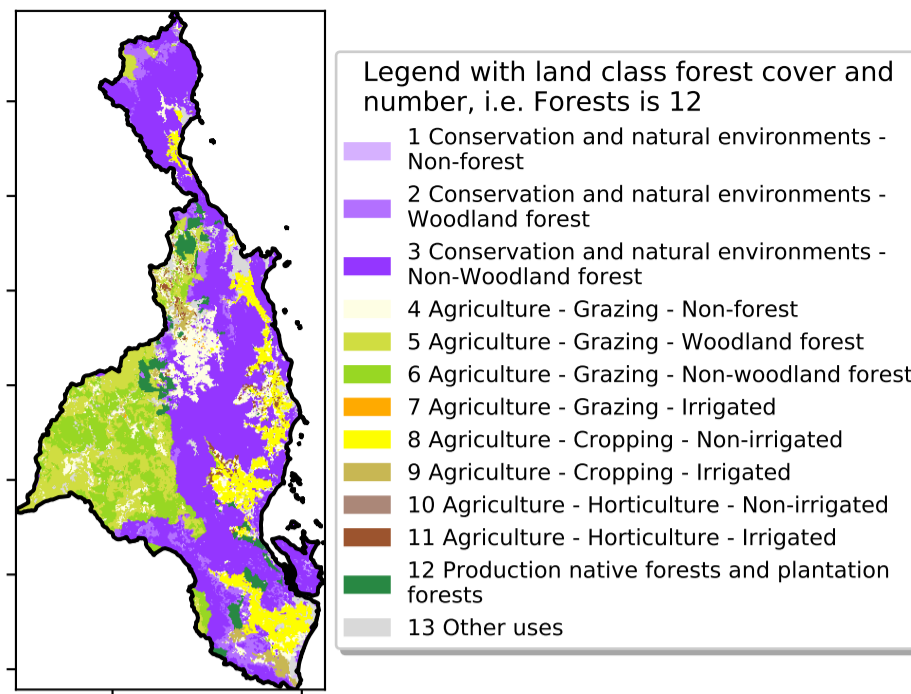 Legend with land class forest cover and
number, i.e. Forests is 12
1 Conservation and natural environments -
Non-forest
2 Conservation and natural environments -
Woodland forest
3 Conservation and natural environments -
Non-Woodland forest
4 Agriculture - Grazing - Non-forest
5 Agriculture - Grazing - Woodland forest
6 Agriculture - Grazing - Non-woodland forest
7 Agriculture - Grazing - Irrigated
8 Agriculture - Cropping - Non-irrigated
9 Agriculture - Cropping - Irrigated
10 Agriculture - Horticulture - Non-irrigated
11 Agriculture - Horticulture - Irrigated
12 Production native forests and plantation
forests
13 Other uses